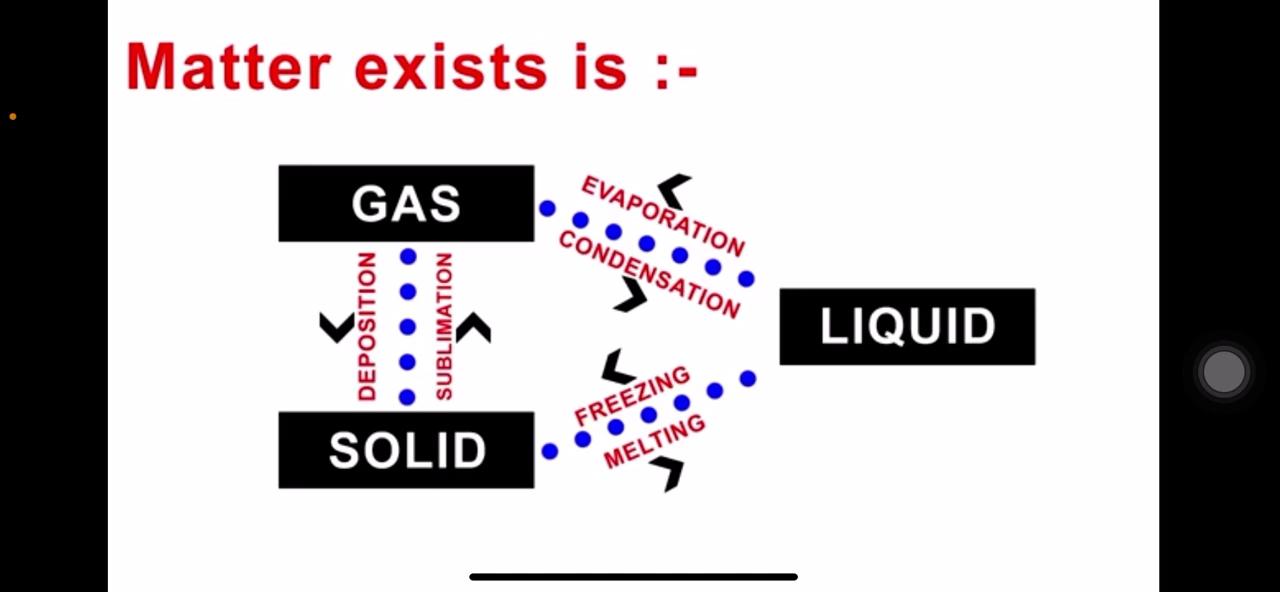 Matter exists is :-
GAS
EVAPORATION
CONDENSATION
DEPOSITION
SUBLIMATION
LIQUID
FREEZING
MELTING
SOLID